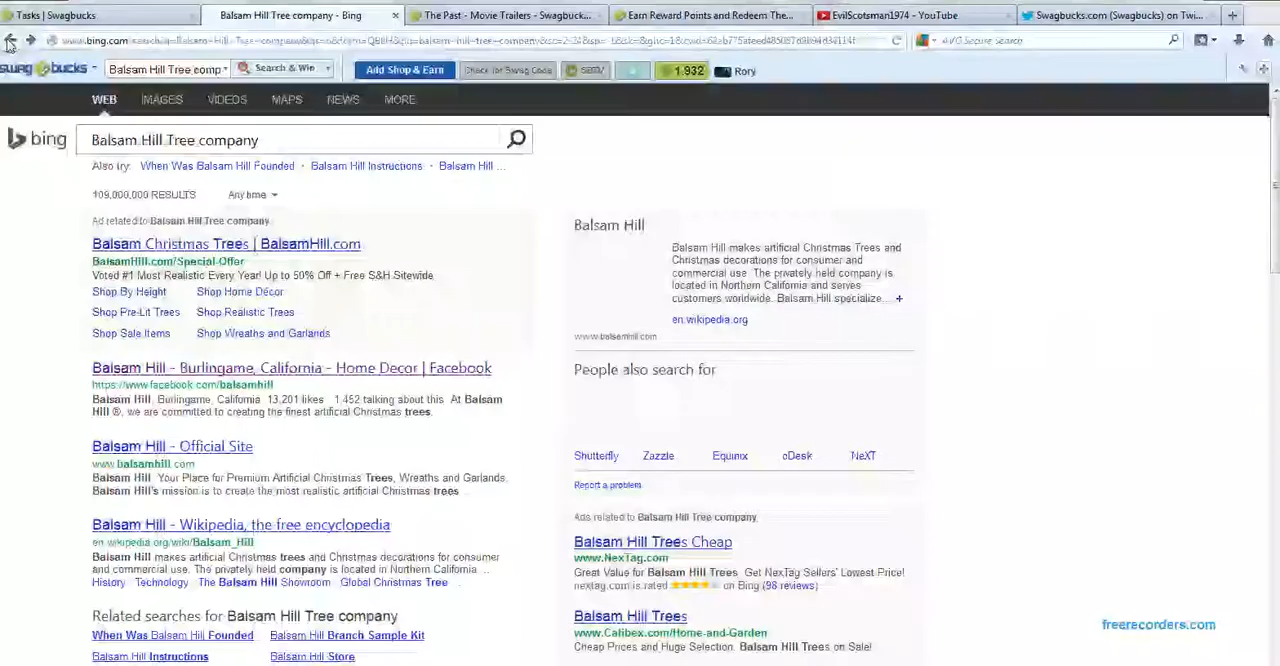 Tasks | Swagbucks
Balsam Hill Tree company - Bing
The Past - Movie Trailers - Swagbuck...
Earn Reward Points and Redeem The...
EvilScotsman1974 - YouTube
Swagbucks.com (Swagbucks) on Twi...
www.bing.com
AVG Secure Search
swagbucks
Balsam Hill Tree comp
Search & Win
Add Shop & Earn
Check for Swag Code
1,932
Rory
WEB IMAGES VIDEOS MAPS NEWS MORE
bing
Balsam Hill Tree company
Also try: When Was Balsam Hill Founded · Balsam Hill Instructions · Balsam Hill ...
109,000,000 RESULTS Any time
Ad related to Balsam Hill Tree company
Balsam Christmas Trees | BalsamHill.com
BalsamHill.com/Special-Offer
Voted #1 Most Realistic Every Year! Up to 50% Off + Free S&H Sitewide
Shop By Height Shop Home Décor
Shop Pre-Lit Trees Shop Realistic Trees
Shop Sale Items Shop Wreaths and Garlands
Balsam Hill - Burlingame, California - Home Decor | Facebook
https://www.facebook.com/balsamhill
Balsam Hill, Burlingame, California 13,201 likes · 1,452 talking about this · At Balsam
Hill ®, we are committed to creating the finest artificial Christmas trees.
Balsam Hill - Official Site
www.balsamhill.com
Balsam Hill Your Place for Premium Artificial Christmas Trees, Wreaths and Garlands.
Balsam Hill's mission is to create the most realistic artificial Christmas trees
Balsam Hill - Wikipedia, the free encyclopedia
en.wikipedia.org/wiki/Balsam_Hill
Balsam Hill makes artificial Christmas trees and Christmas decorations for consumer
and commercial use. The privately held company is located in Northern California ...
History · Technology · The Balsam Hill Showroom · Global Christmas Tree ...
Related searches for Balsam Hill Tree company
When Was Balsam Hill Founded Balsam Hill Branch Sample Kit
Balsam Hill Instructions Balsam Hill Store
Balsam Hill
Balsam Hill makes artificial Christmas Trees and
Christmas decorations for consumer and
commercial use. The privately held company is
located in Northern California and serves
customers worldwide. Balsam Hill specialize... +
en.wikipedia.org
www.balsamhill.com
People also search for
Shutterfly Zazzle Equinix oDesk NeXT
Report a problem
Ads related to Balsam Hill Tree company
Balsam Hill Trees Cheap
www.NexTag.com
Great Value for Balsam Hill Trees. Get NexTag Sellers' Lowest Price!
nextag.com is rated on Bing (98 reviews)
Balsam Hill Trees
www.Calibex.com/Home-and-Garden
Cheap Prices and Huge Selection. Balsam Hill Trees on Sale!
freerecorders.com